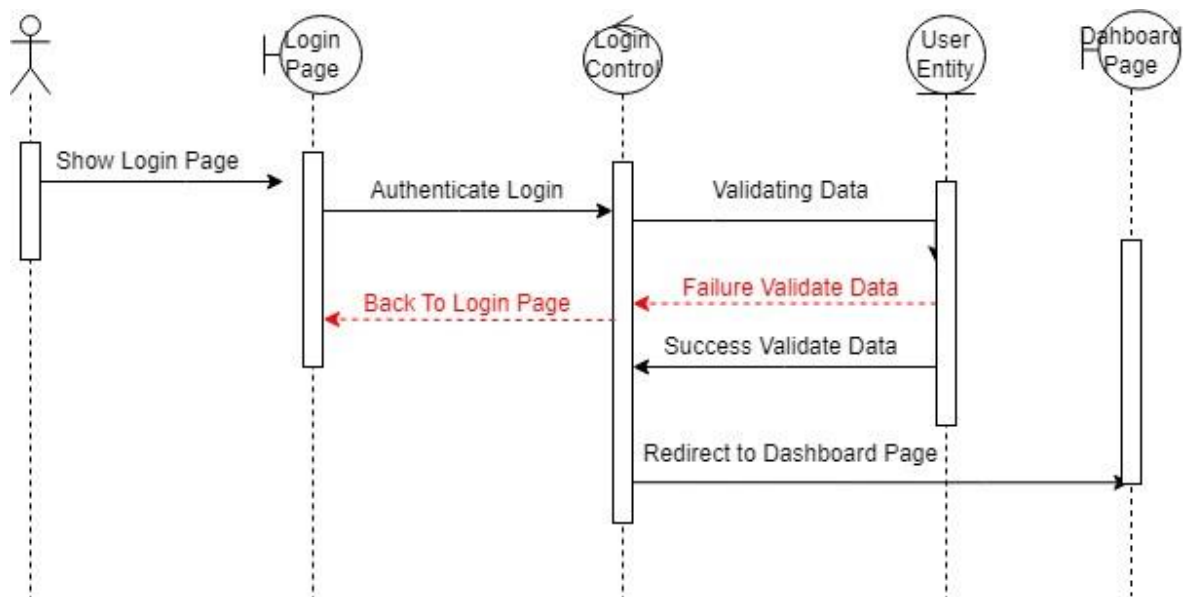 Login
Page
Login
Control
User
Entity
Dahboard
Page
Show Login Page
Authenticate Login
Validating Data
Failure Validate Data
Back To Login Page
Success Validate Data
Redirect to Dashboard Page